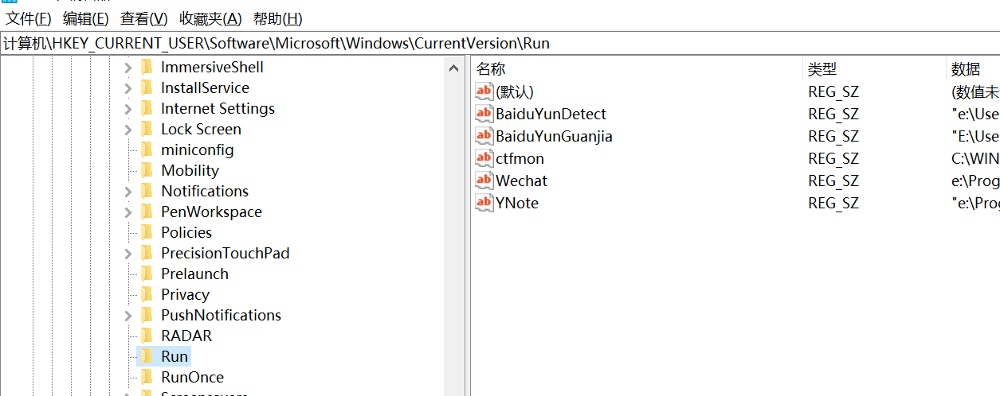 文件(F) 编辑(E) 查看(V) 收藏夹(A) 帮助(H)
计算机\HKEY_CURRENT_USER\Software\Microsoft\Windows\CurrentVersion\Run
ImmersiveShell
InstallService
Internet Settings
Lock Screen
miniconfig
Mobility
Notifications
PenWorkspace
Policies
PrecisionTouchPad
Prelaunch
Privacy
PushNotifications
RADAR
Run
RunOnce
名称 类型 数据
(默认) REG_SZ (数值未
BaiduYunDetect REG_SZ "e:\Use
BaiduYunGuanjia REG_SZ "E:\Use
ctfmon REG_SZ C:\WIN
Wechat REG_SZ e:\Prog
YNote REG_SZ "e:\Prog